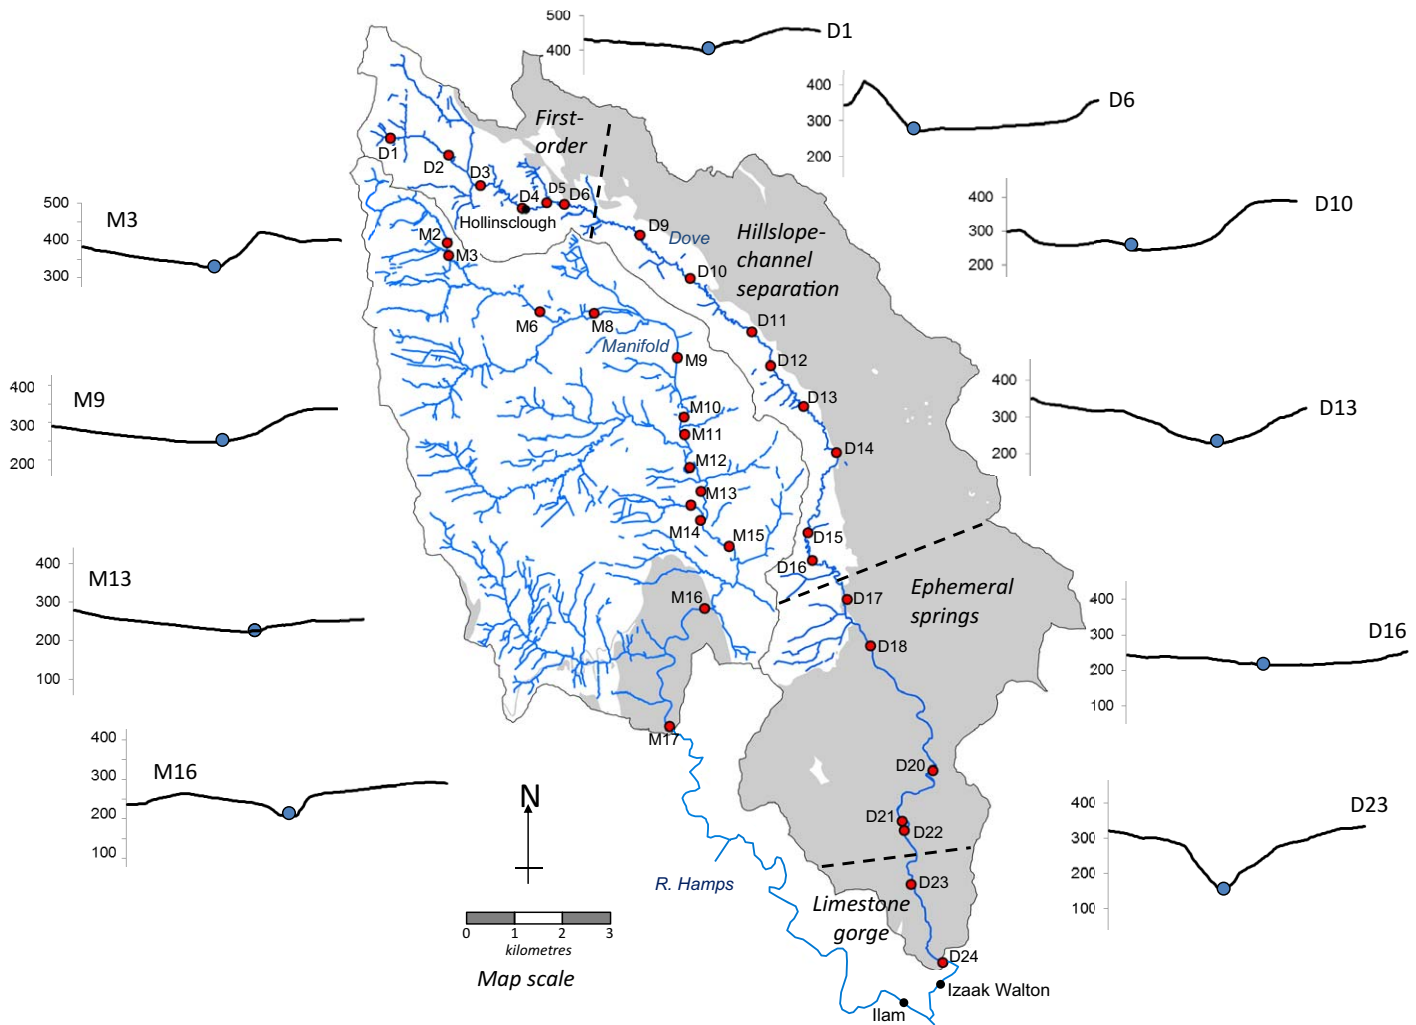 500
400
D1
400
300
200
D6
400
300
200
D10
400
300
200
D13
400
300
200
100
D16
400
300
200
100
D23
M3
500
400
300
M9
400
300
200
M13
400
300
200
100
M16
400
300
200
100
First-
order
Hillslope-
channel
separation
Ephemeral
springs
Limestone
gorge
D1
D2
D3
D4
D5
D6
Hollinsclough
D9
Dove
D10
D11
D12
D13
D14
D15
D16
D17
D18
D20
D21
D22
D23
D24
M2
M3
M6
M8
Manifold
M9
M10
M11
M12
M13
M14
M15
M16
M17
R. Hamps
Izaak Walton
Ilam
N
0 1 2 3
kilometres
Map scale